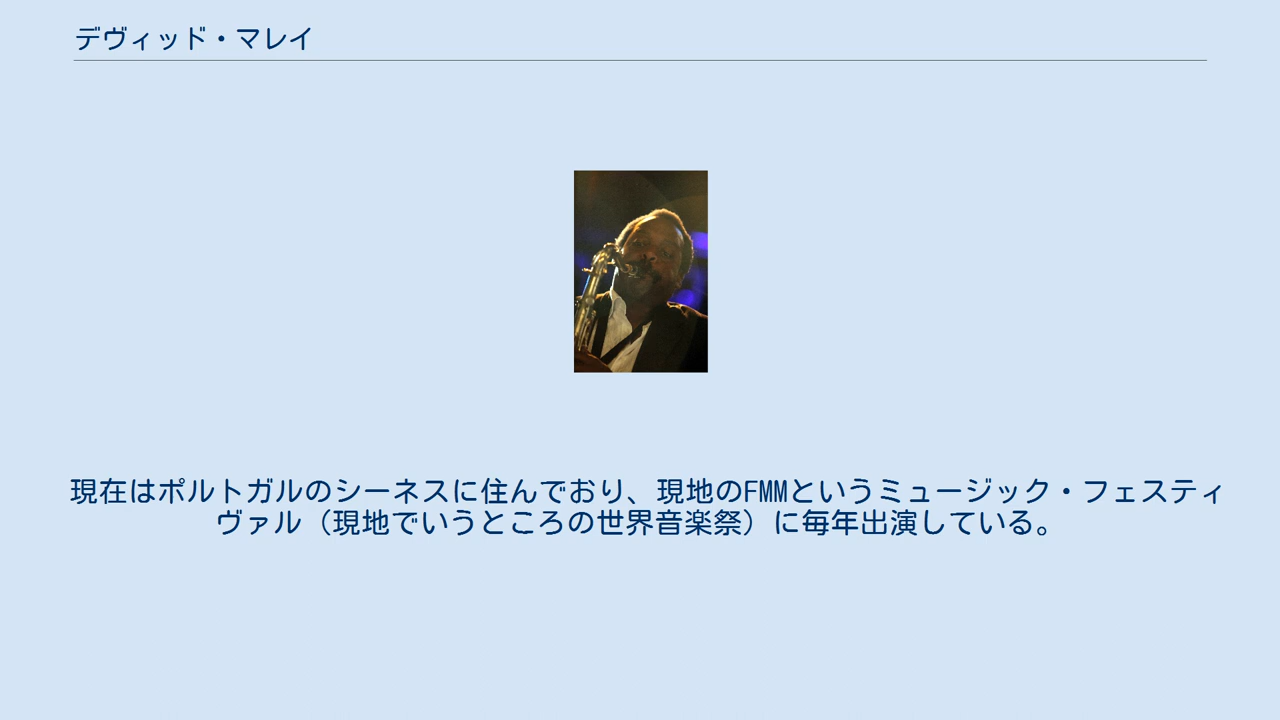 デヴィッド・マレイ
現在はポルトガルのシーネスに住んでおり、現地のFMMというミュージック・フェスティ
ヴァル（現地でいうところの世界音楽祭）に毎年出演している。